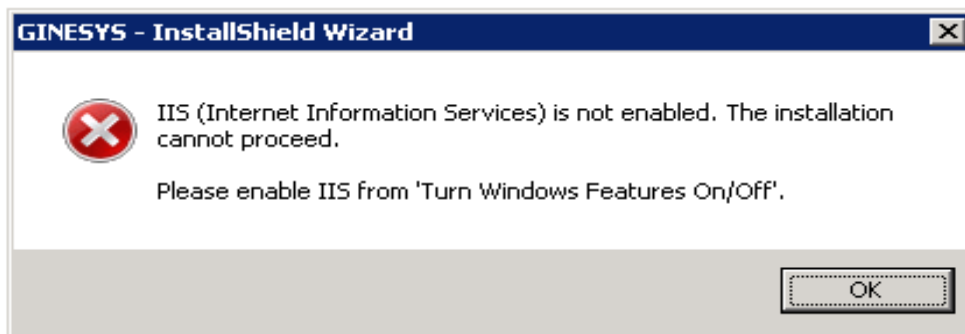 GINESYS - InstallShield Wizard
IIS (Internet Information Services) is not enabled. The installation
cannot proceed.
Please enable IIS from 'Turn Windows Features On/Off'.
OK